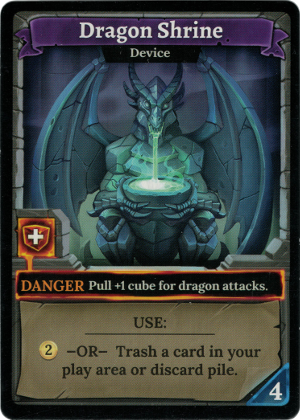 Dragon Shrine
Device
DANGER Pull +1 cube for dragon attacks.
USE:
2 –OR– Trash a card in your
play area or discard pile.
4